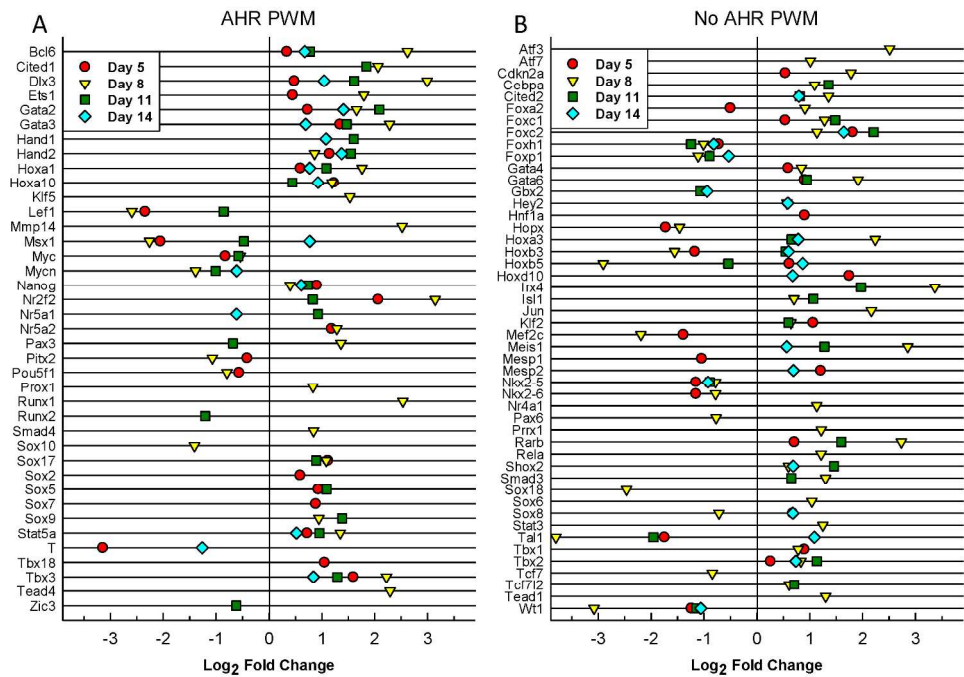 A
AHR PWM
Day 5
Day 8
Day 11
Day 14
Bcl6
Cited1
Dlx3
Ets1
Gata2
Gata3
Hand1
Hand2
Hoxa1
Hoxa10
Klf5
Lef1
Mmp14
Msx1
Myc
Mycn
Nanog
Nr2f2
Nr5a1
Nr5a2
Pax3
Pitx2
Pou5f1
Prox1
Runx1
Runx2
Smad4
Sox10
Sox17
Sox2
Sox5
Sox7
Sox9
Stat5a
T
Tbx18
Tbx3
Tead4
Zic3
-3 -2 -1 0 1 2 3
Log2 Fold Change
B
No AHR PWM
Day 5
Day 8
Day 11
Day 14
Atf3
Atf7
Cdkn2a
Cebpa
Cited2
Foxa2
Foxc1
Foxc2
Foxh1
Foxp1
Gata4
Gata6
Gbx2
Hey2
Hnf1a
Hopx
Hoxa3
Hoxb3
Hoxb5
Hoxd10
Irx4
Isl1
Jun
Klf2
Mef2c
Meis1
Mesp1
Mesp2
Nkx2-5
Nkx2-6
Nr4a1
Pax6
Prrx1
Rarb
Rela
Shox2
Smad3
Sox18
Sox6
Sox8
Stat3
Tal1
Tbx1
Tbx2
Tcf7
Tcf7l2
Tead1
Wt1
-3 -2 -1 0 1 2 3
Log2 Fold Change